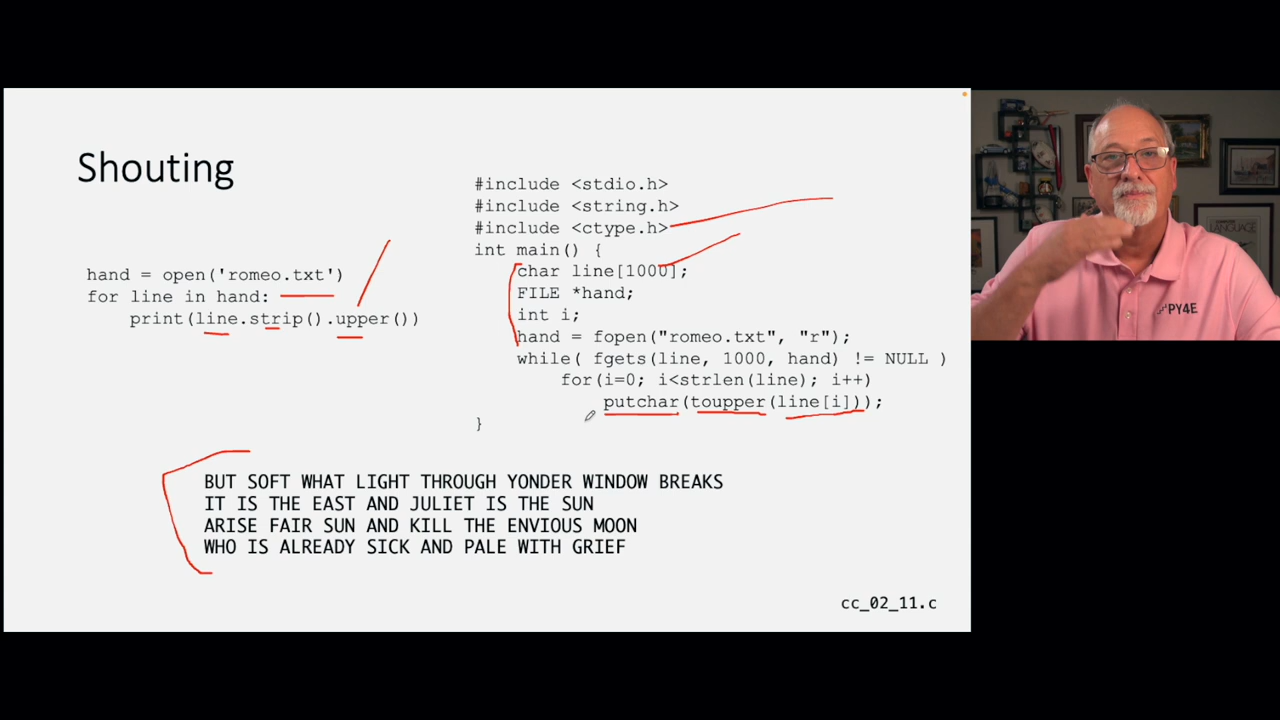 Shouting
hand = open('romeo.txt')
for line in hand:
print(line.strip().upper())
#include <stdio.h>
#include <string.h>
#include <ctype.h>
int main() {
char line[1000];
FILE *hand;
int i;
hand = fopen("romeo.txt", "r");
while( fgets(line, 1000, hand) != NULL )
for(i=0; i<strlen(line); i++)
putchar(toupper(line[i]));
}
BUT SOFT WHAT LIGHT THROUGH YONDER WINDOW BREAKS
IT IS THE EAST AND JULIET IS THE SUN
ARISE FAIR SUN AND KILL THE ENVIOUS MOON
WHO IS ALREADY SICK AND PALE WITH GRIEF
cc_02_11.c
PY4E
LANGUAGE